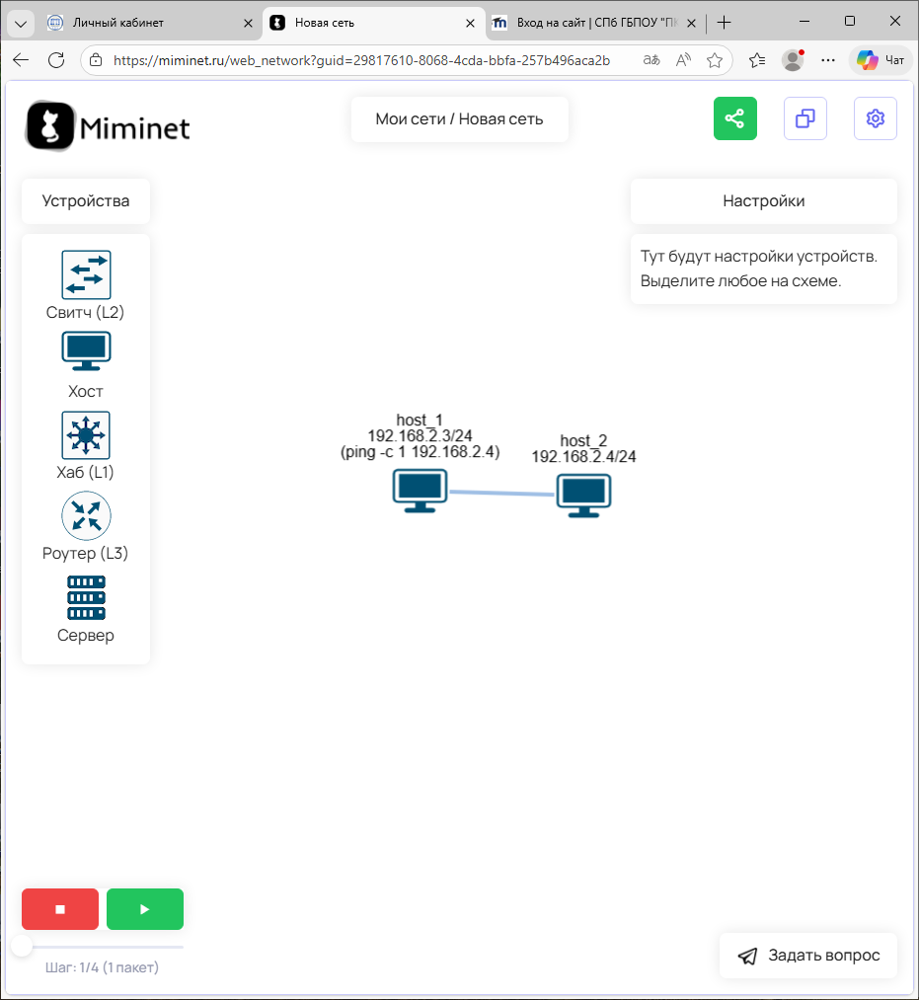 Личный кабинет
Новая сеть
Вход на сайт | СПб ГБПОУ "П
https://miminet.ru/web_network?guid=29817610-8068-4cda-bbfa-257b496aca2b
аあ
Чат
Miminet
Мои сети / Новая сеть
Устройства
Настройки
Тут будут настройки устройств.
Выделите любое на схеме.
Свитч (L2)
Хост
Хаб (L1)
Роутер (L3)
Сервер
host_1
192.168.2.3/24
(ping -c 1 192.168.2.4)
host_2
192.168.2.4/24
Шаг: 1/4 (1 пакет)
Задать вопрос